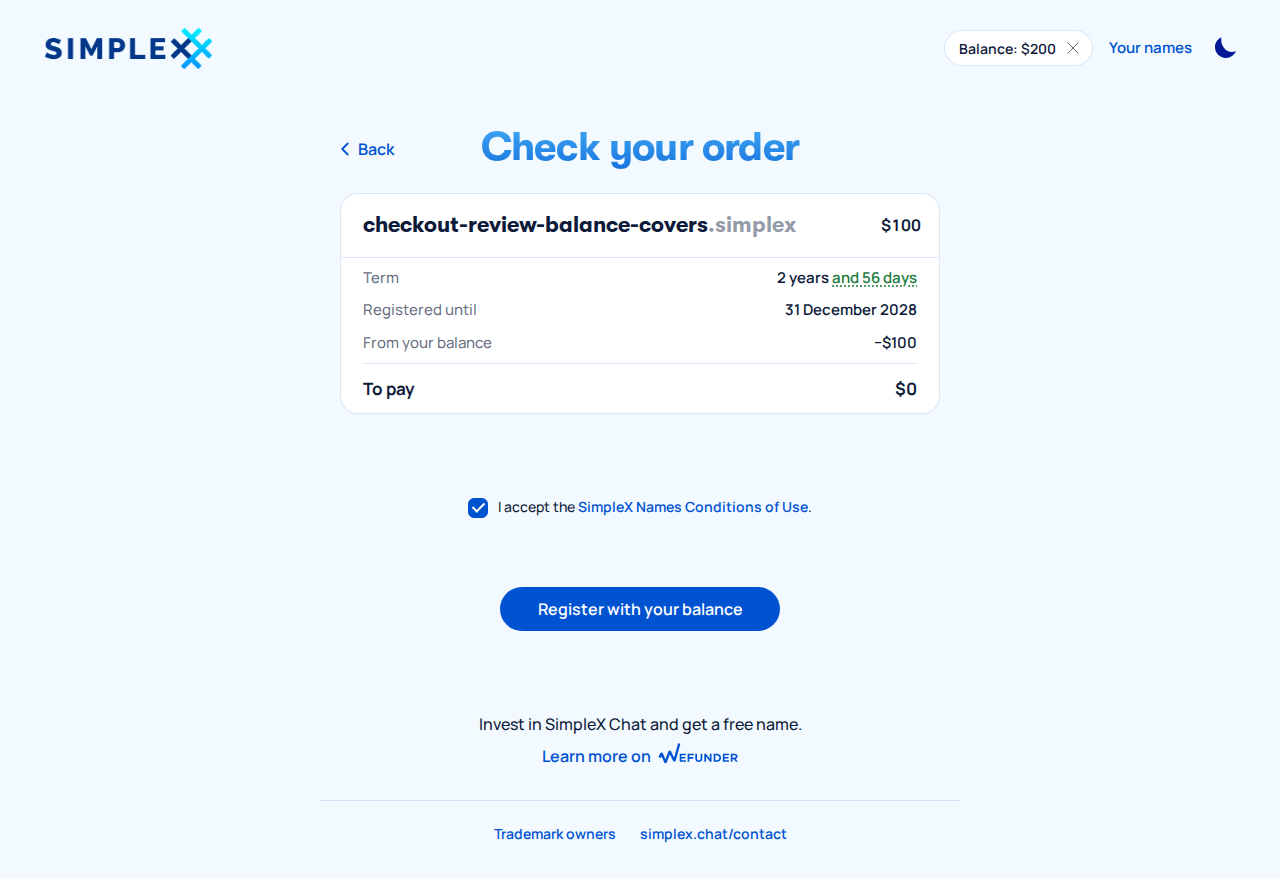 SIMPLEX
Balance: $200
Your names
Back
Check your order
checkout-review-balance-covers.simplex $100
Term 2 years and 56 days
Registered until 31 December 2028
From your balance −$100
To pay $0
I accept the SimpleX Names Conditions of Use.
Register with your balance
Invest in SimpleX Chat and get a free name.
Learn more on WEFUNDER
Trademark owners simplex.chat/contact